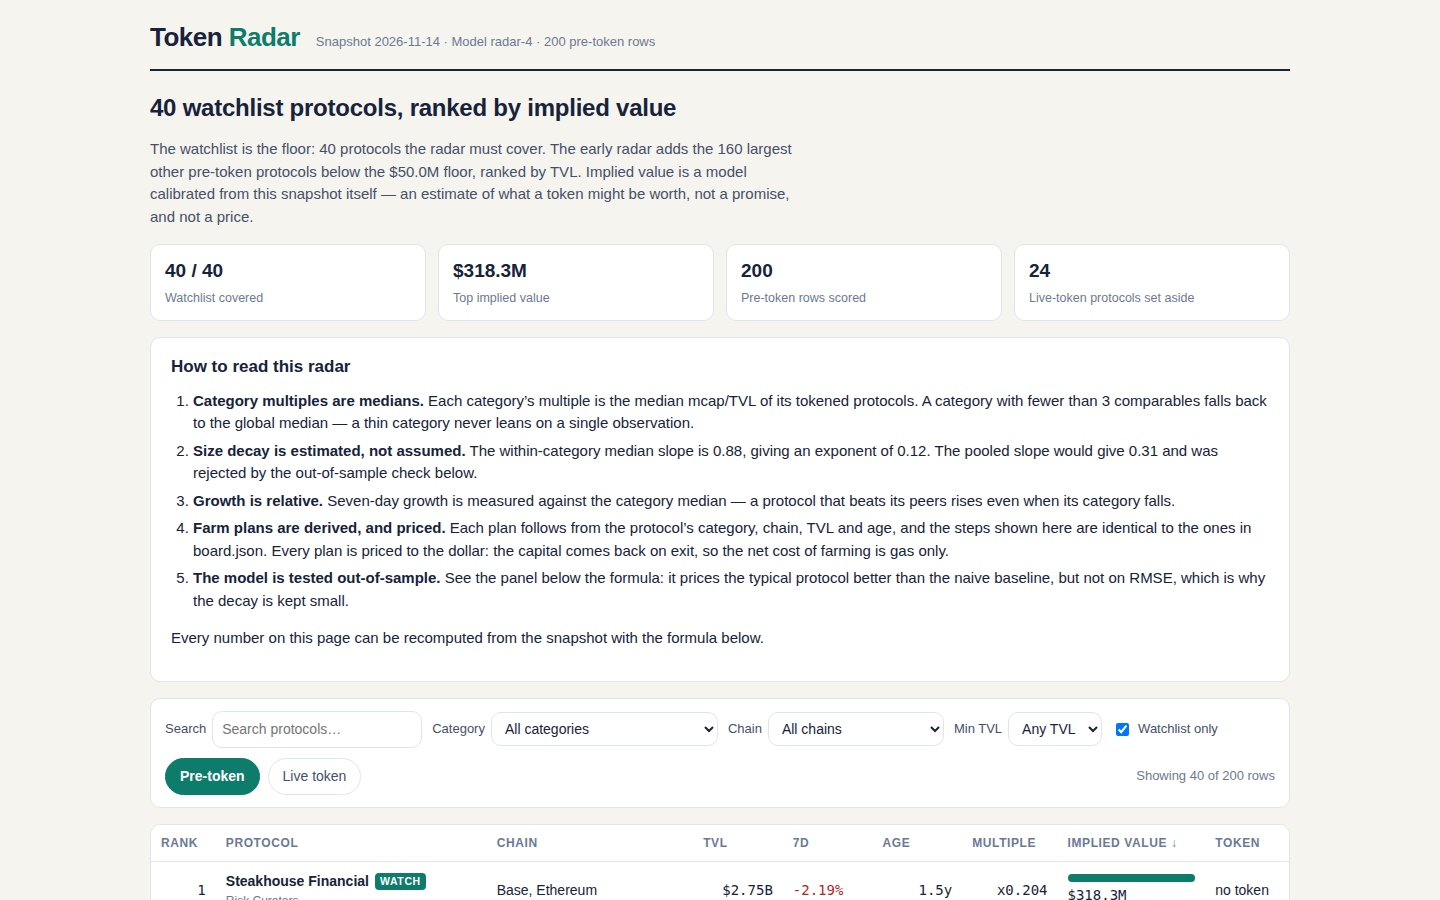 Token Radar Snapshot 2026-11-14 · Model radar-4 · 200 pre-token rows
40 watchlist protocols, ranked by implied value
The watchlist is the floor: 40 protocols the radar must cover. The early radar adds the 160 largest
other pre-token protocols below the $50.0M floor, ranked by TVL. Implied value is a model
calibrated from this snapshot itself — an estimate of what a token might be worth, not a promise,
and not a price.
40 / 40
Watchlist covered
$318.3M
Top implied value
200
Pre-token rows scored
24
Live-token protocols set aside
How to read this radar
1. Category multiples are medians. Each category’s multiple is the median mcap/TVL of its tokened protocols. A category with fewer than 3 comparables falls back
to the global median — a thin category never leans on a single observation.
2. Size decay is estimated, not assumed. The within-category median slope is 0.88, giving an exponent of 0.12. The pooled slope would give 0.31 and was
rejected by the out-of-sample check below.
3. Growth is relative. Seven-day growth is measured against the category median — a protocol that beats its peers rises even when its category falls.
4. Farm plans are derived, and priced. Each plan follows from the protocol’s category, chain, TVL and age, and the steps shown here are identical to the ones in
board.json. Every plan is priced to the dollar: the capital comes back on exit, so the net cost of farming is gas only.
5. The model is tested out-of-sample. See the panel below the formula: it prices the typical protocol better than the naive baseline, but not on RMSE, which is why
the decay is kept small.
Every number on this page can be recomputed from the snapshot with the formula below.
Search Search protocols… Category All categories Chain All chains Min TVL Any TVL Watchlist only
Pre-token Live token Showing 40 of 200 rows
RANK PROTOCOL CHAIN TVL 7D AGE MULTIPLE IMPLIED VALUE ↓ TOKEN
1 Steakhouse Financial WATCH Base, Ethereum $2.75B -2.19% 1.5y x0.204 $318.3M no token
Risk Curators